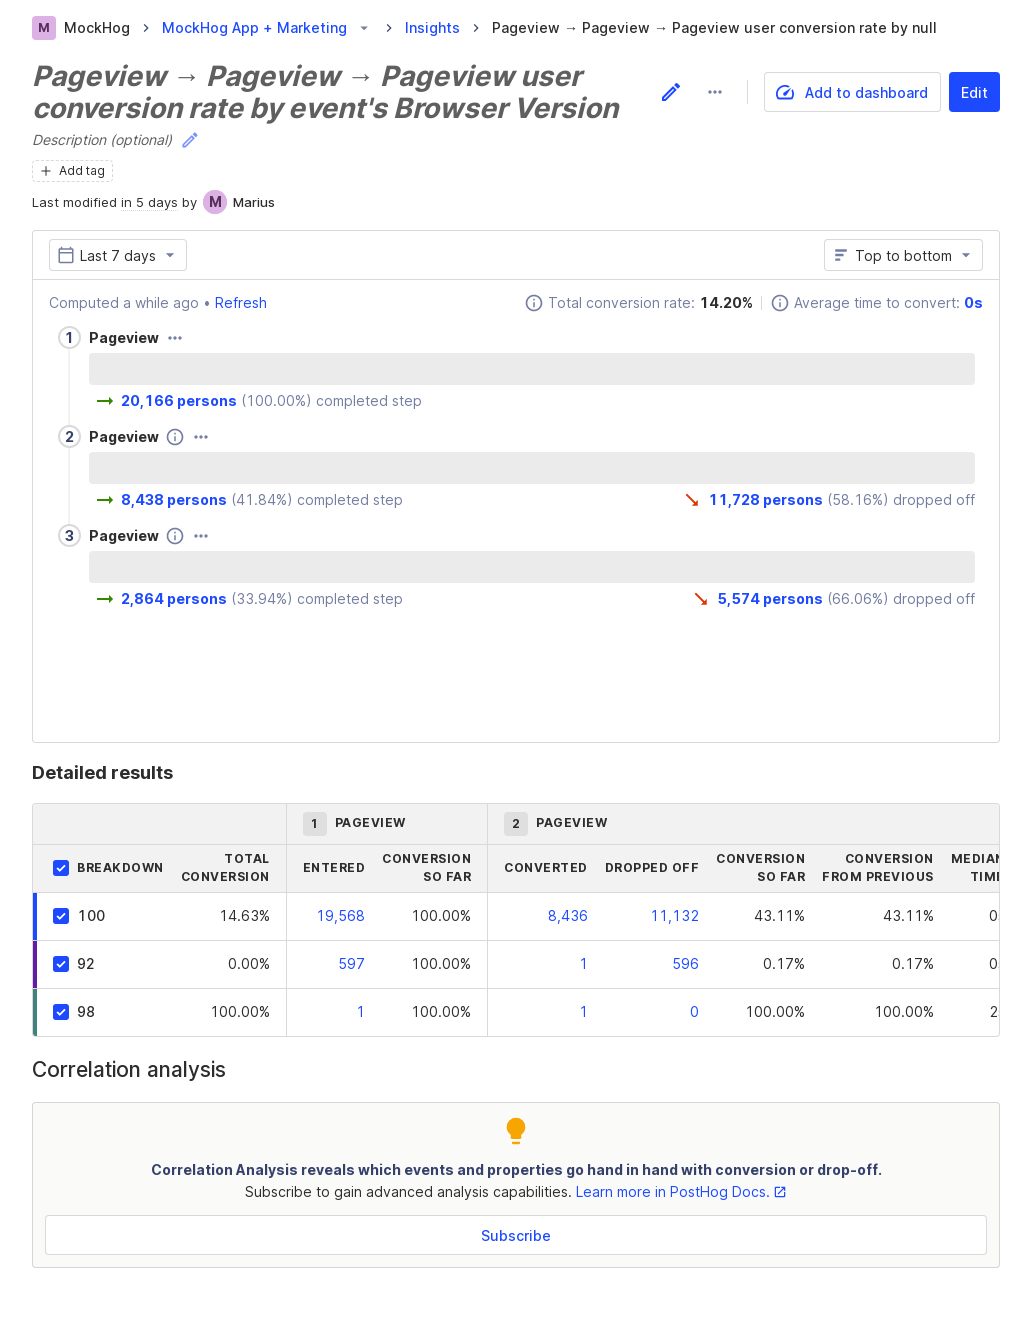 M MockHog > MockHog App + Marketing > Insights > Pageview → Pageview → Pageview user conversion rate by null
Pageview → Pageview → Pageview user
conversion rate by event's Browser Version
Add to dashboard
Edit
Description (optional)
+ Add tag
Last modified in 5 days by M Marius
Last 7 days
Top to bottom
Computed a while ago • Refresh
Total conversion rate: 14.20%
Average time to convert: 0s
1 Pageview
→ 20,166 persons (100.00%) completed step
2 Pageview
→ 8,438 persons (41.84%) completed step
11,728 persons (58.16%) dropped off
3 Pageview
→ 2,864 persons (33.94%) completed step
5,574 persons (66.06%) dropped off
Detailed results
1 PAGEVIEW
2 PAGEVIEW
BREAKDOWN
TOTAL
CONVERSION
ENTERED
CONVERSION
SO FAR
CONVERTED
DROPPED OFF
CONVERSION
SO FAR
CONVERSION
FROM PREVIOUS
MEDIAN
TIM
100 14.63% 19,568 100.00% 8,436 11,132 43.11% 43.11% 0
92 0.00% 597 100.00% 1 596 0.17% 0.17% 0
98 100.00% 1 100.00% 1 0 100.00% 100.00% 2
Correlation analysis
Correlation Analysis reveals which events and properties go hand in hand with conversion or drop-off.
Subscribe to gain advanced analysis capabilities. Learn more in PostHog Docs.
Subscribe